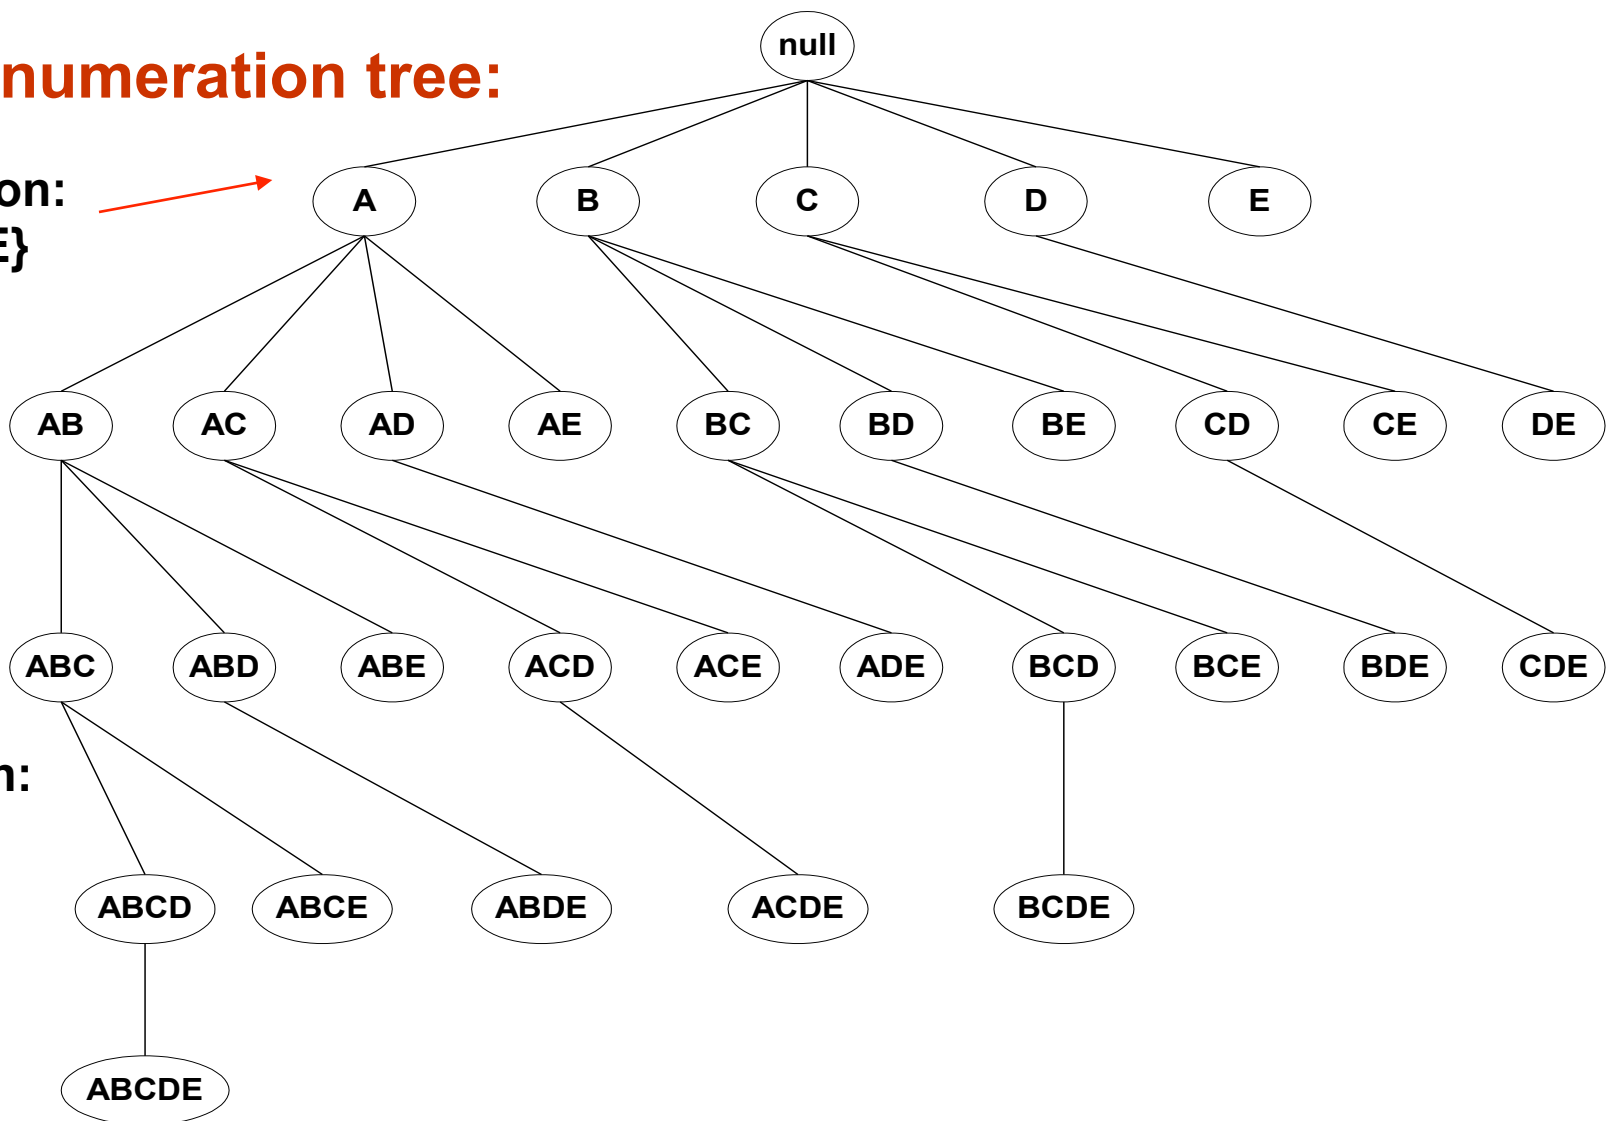 null
numeration tree:
on:
E}
A B C D E
AB AC AD AE BC BD BE CD CE DE
ABC ABD ABE ACD ACE ADE BCD BCE BDE CDE
n:
ABCD ABCE ABDE ACDE BCDE
ABCDE